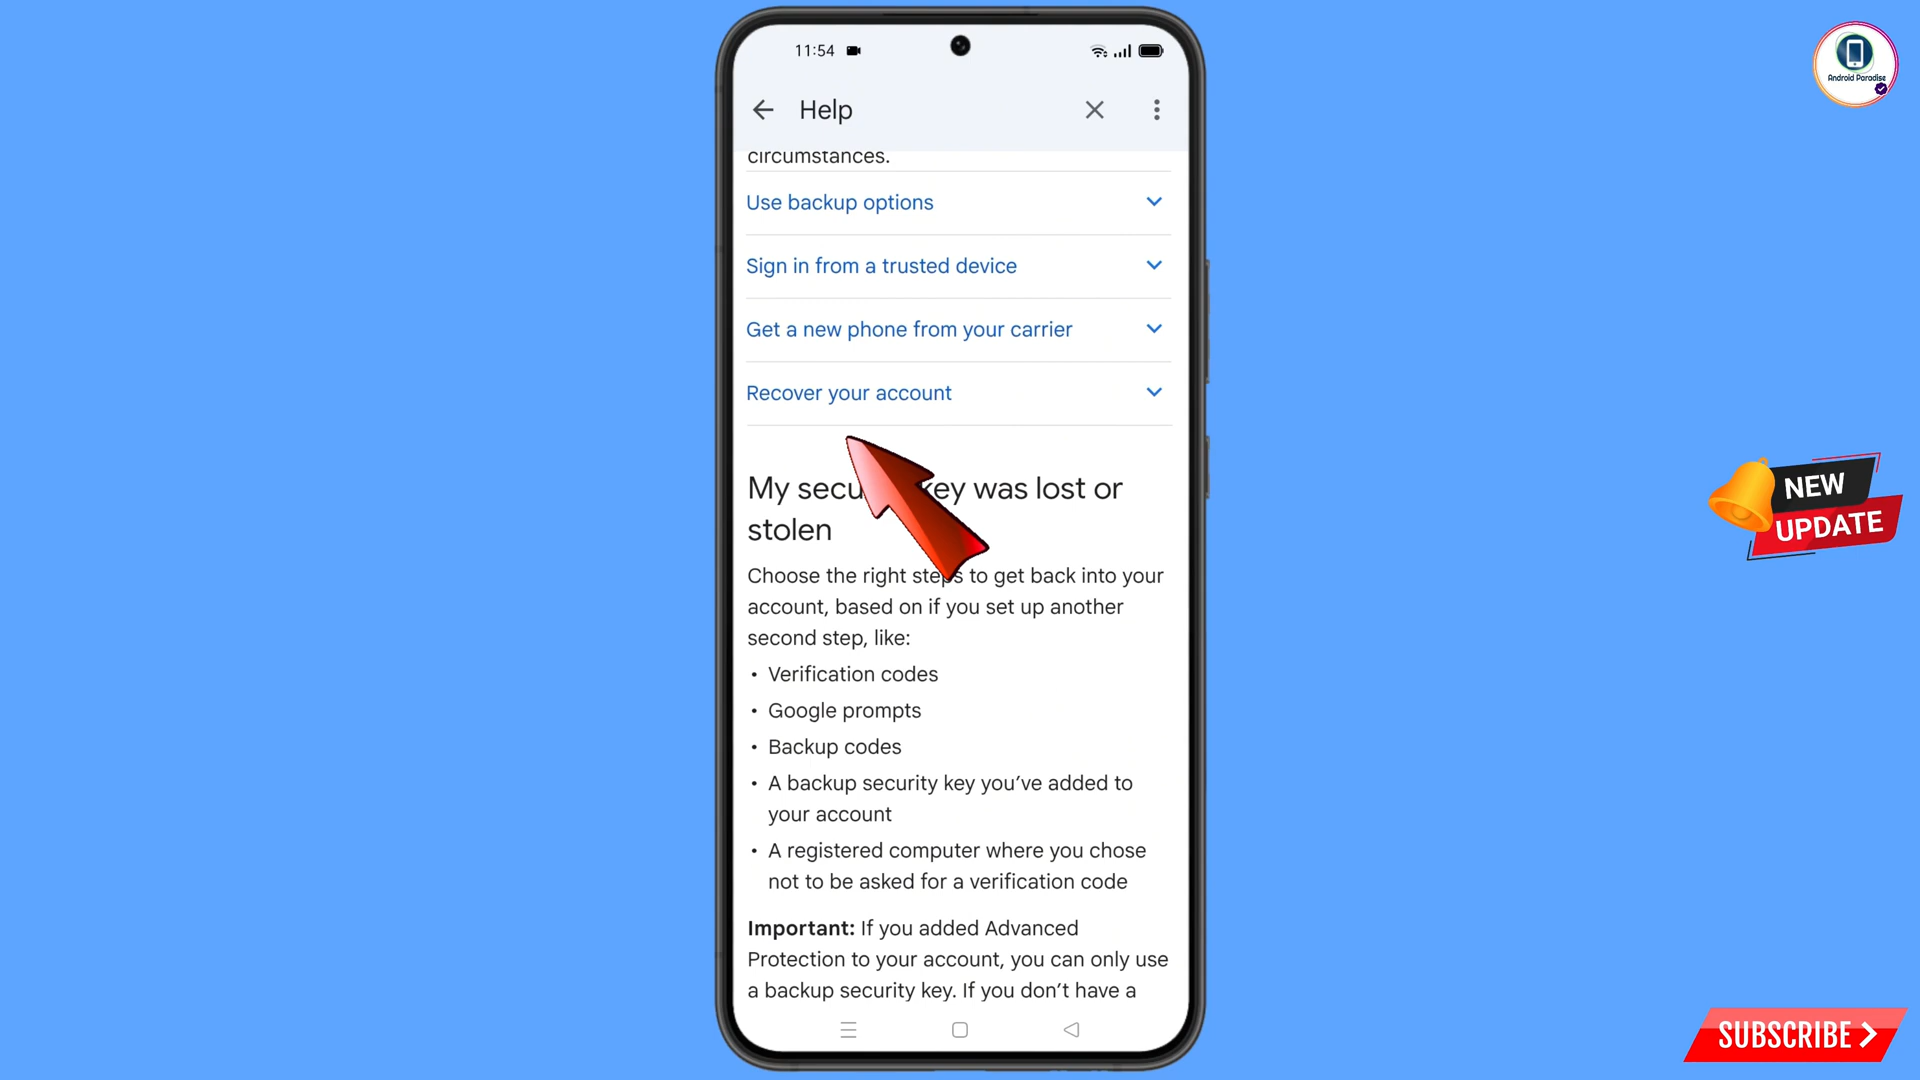 11:54
Android Paradise
Help
circumstances.
Use backup options
Sign in from a trusted device
Get a new phone from your carrier
Recover your account
My secu key was lost or
stolen
Choose the right steps to get back into your
account, based on if you set up another
second step, like:
• Verification codes
• Google prompts
• Backup codes
• A backup security key you’ve added to
your account
• A registered computer where you chose
not to be asked for a verification code
Important: If you added Advanced
Protection to your account, you can only use
a backup security key. If you don’t have a
NEW
UPDATE
SUBSCRIBE